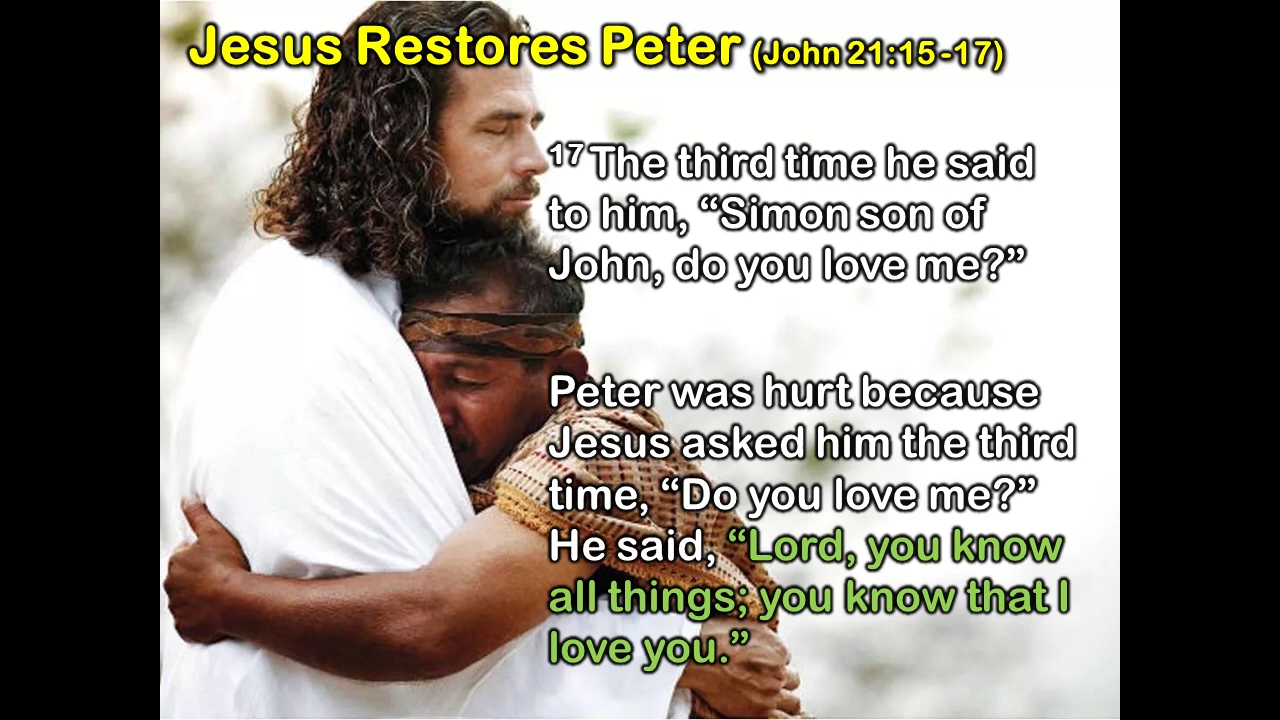 Jesus Restores Peter (John 21:15-17)
17 The third time he said
to him, “Simon son of
John, do you love me?”
Peter was hurt because
Jesus asked him the third
time, “Do you love me?”
He said, “Lord, you know
all things; you know that I
love you.”